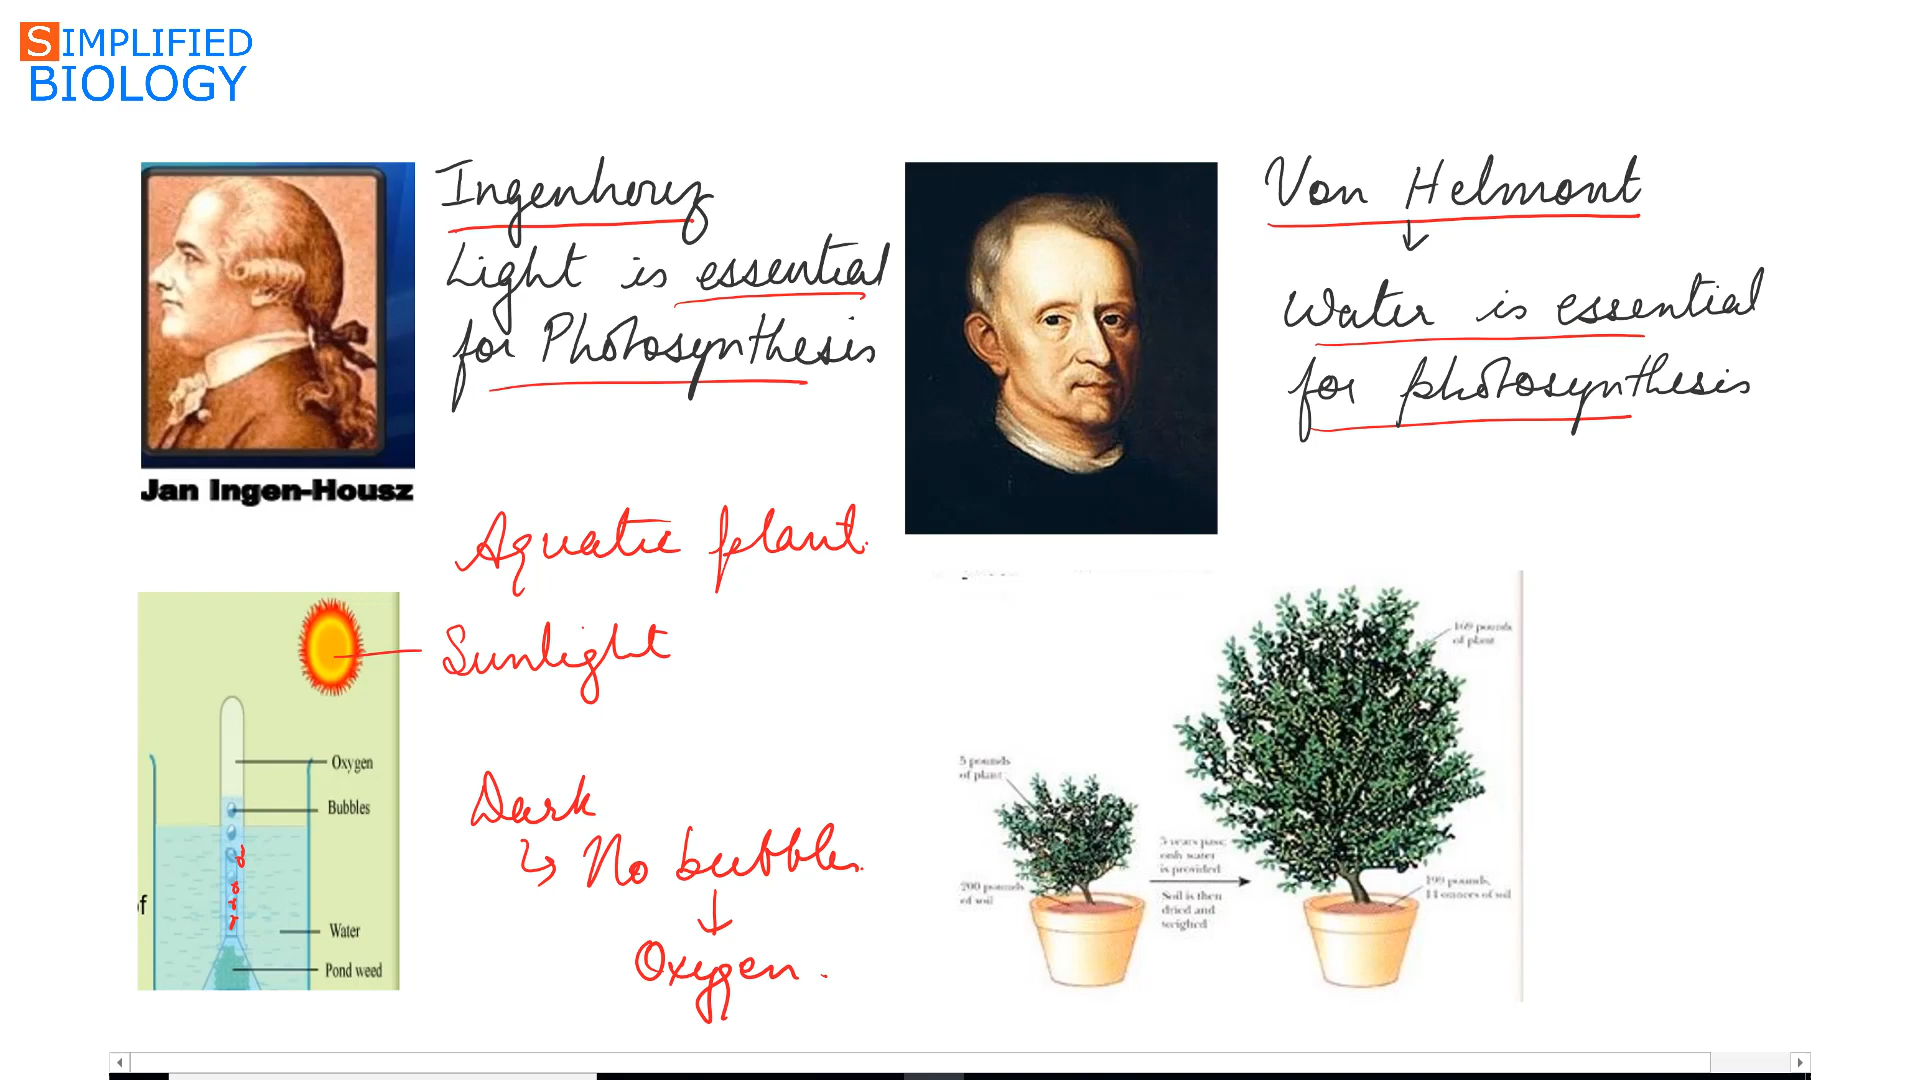 SIMPLIFIED
BIOLOGY
Ingenhouz
Light is essential
for Photosynthesis
Jan Ingen-Housz
Von Helmont
Water is essential
for photosynthesis
Aquatic plant.
Sunlight
Dark
No bubbles.
Oxygen.
Oxygen
Bubbles
Water
Pond weed
of
169 pounds
of plant
5 pounds
of plant
200 pounds
of soil
5 years pass;
only water
is provided
Soil is then
dried and
weighed
199 pounds,
14 ounces of soil